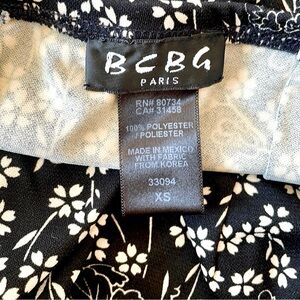 BCBG
PARIS
RN# 80734
CA# 31458
100% POLYESTER
/POLIESTER
MADE IN MEXICO
WITH FABRIC
FROM KOREA
33094
XS